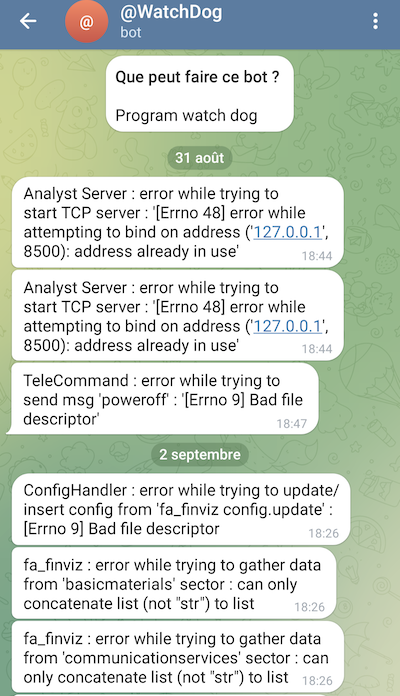 @WatchDog
bot
@
Que peut faire ce bot ?
Program watch dog
31 août
Analyst Server : error while trying to
start TCP server : '[Errno 48] error while
attempting to bind on address ('127.0.0.1',
8500): address already in use'
18:44
Analyst Server : error while trying to
start TCP server : '[Errno 48] error while
attempting to bind on address ('127.0.0.1',
8500): address already in use'
18:44
TeleCommand : error while trying to
send msg 'poweroff' : '[Errno 9] Bad file
descriptor'
18:47
2 septembre
ConfigHandler : error while trying to update/
insert config from 'fa_finviz config.update' :
[Errno 9] Bad file descriptor
18:26
fa_finviz : error while trying to gather data
from 'basicmaterials' sector : can only
concatenate list (not "str") to list
18:26
fa_finviz : error while trying to gather data
from 'communicationservices' sector : can
only concatenate list (not "str") to list
18:26